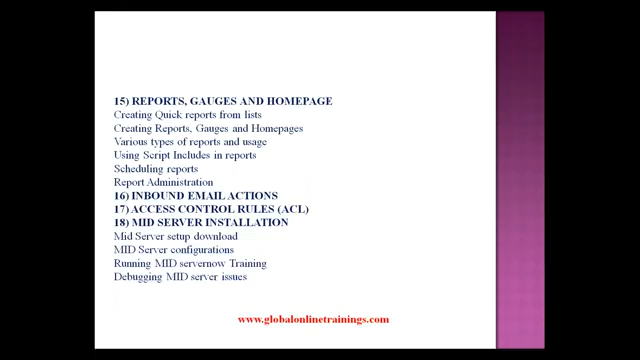 15) REPORTS, GAUGES AND HOMEPAGE
Creating Quick reports from lists
Creating Reports, Gauges and Homepages
Various types of reports and usage
Using Script Includes in reports
Scheduling reports
Report Administration
16) INBOUND EMAIL ACTIONS
17) ACCESS CONTROL RULES (ACL)
18) MID SERVER INSTALLATION
Mid Server setup download
MID Server configurations
Running MID servernow Training
Debugging MID server issues
www.globalonlinetrainings.com